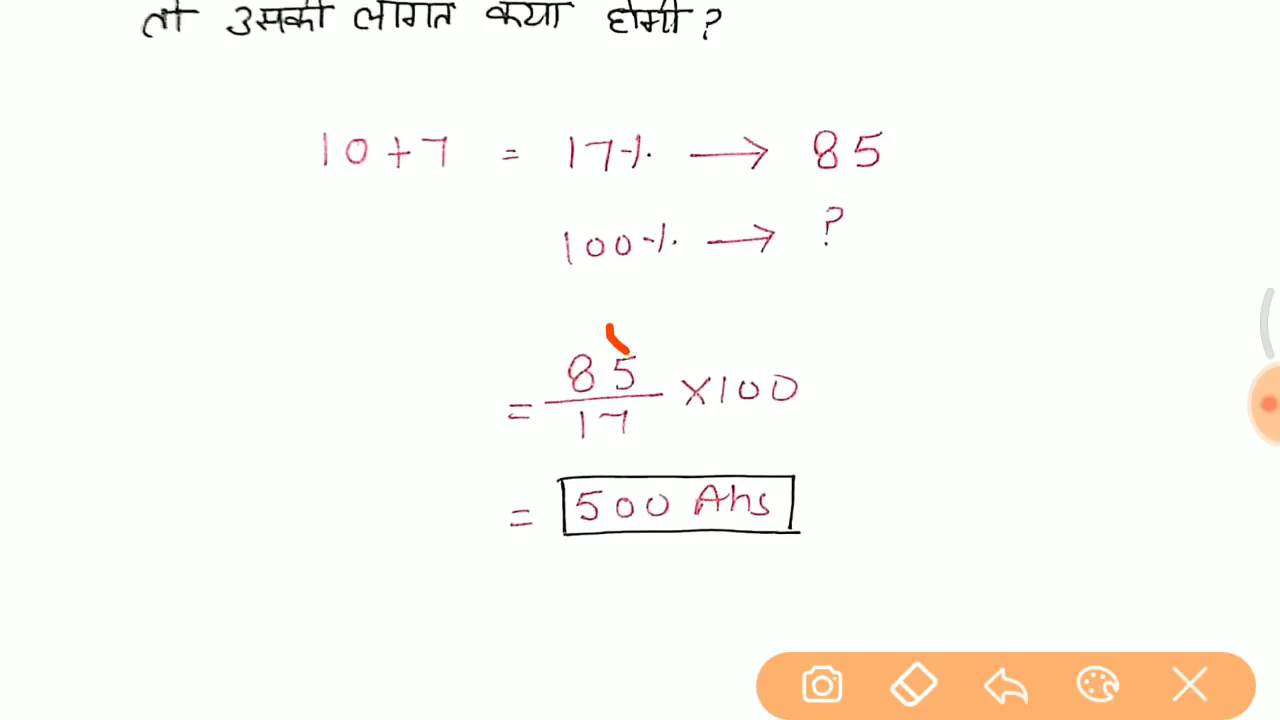 तो उसकी लागत क्या होगी?
10+7 = 17% → 85
100% → ?
= 85/17 ×100
= 500 Ans